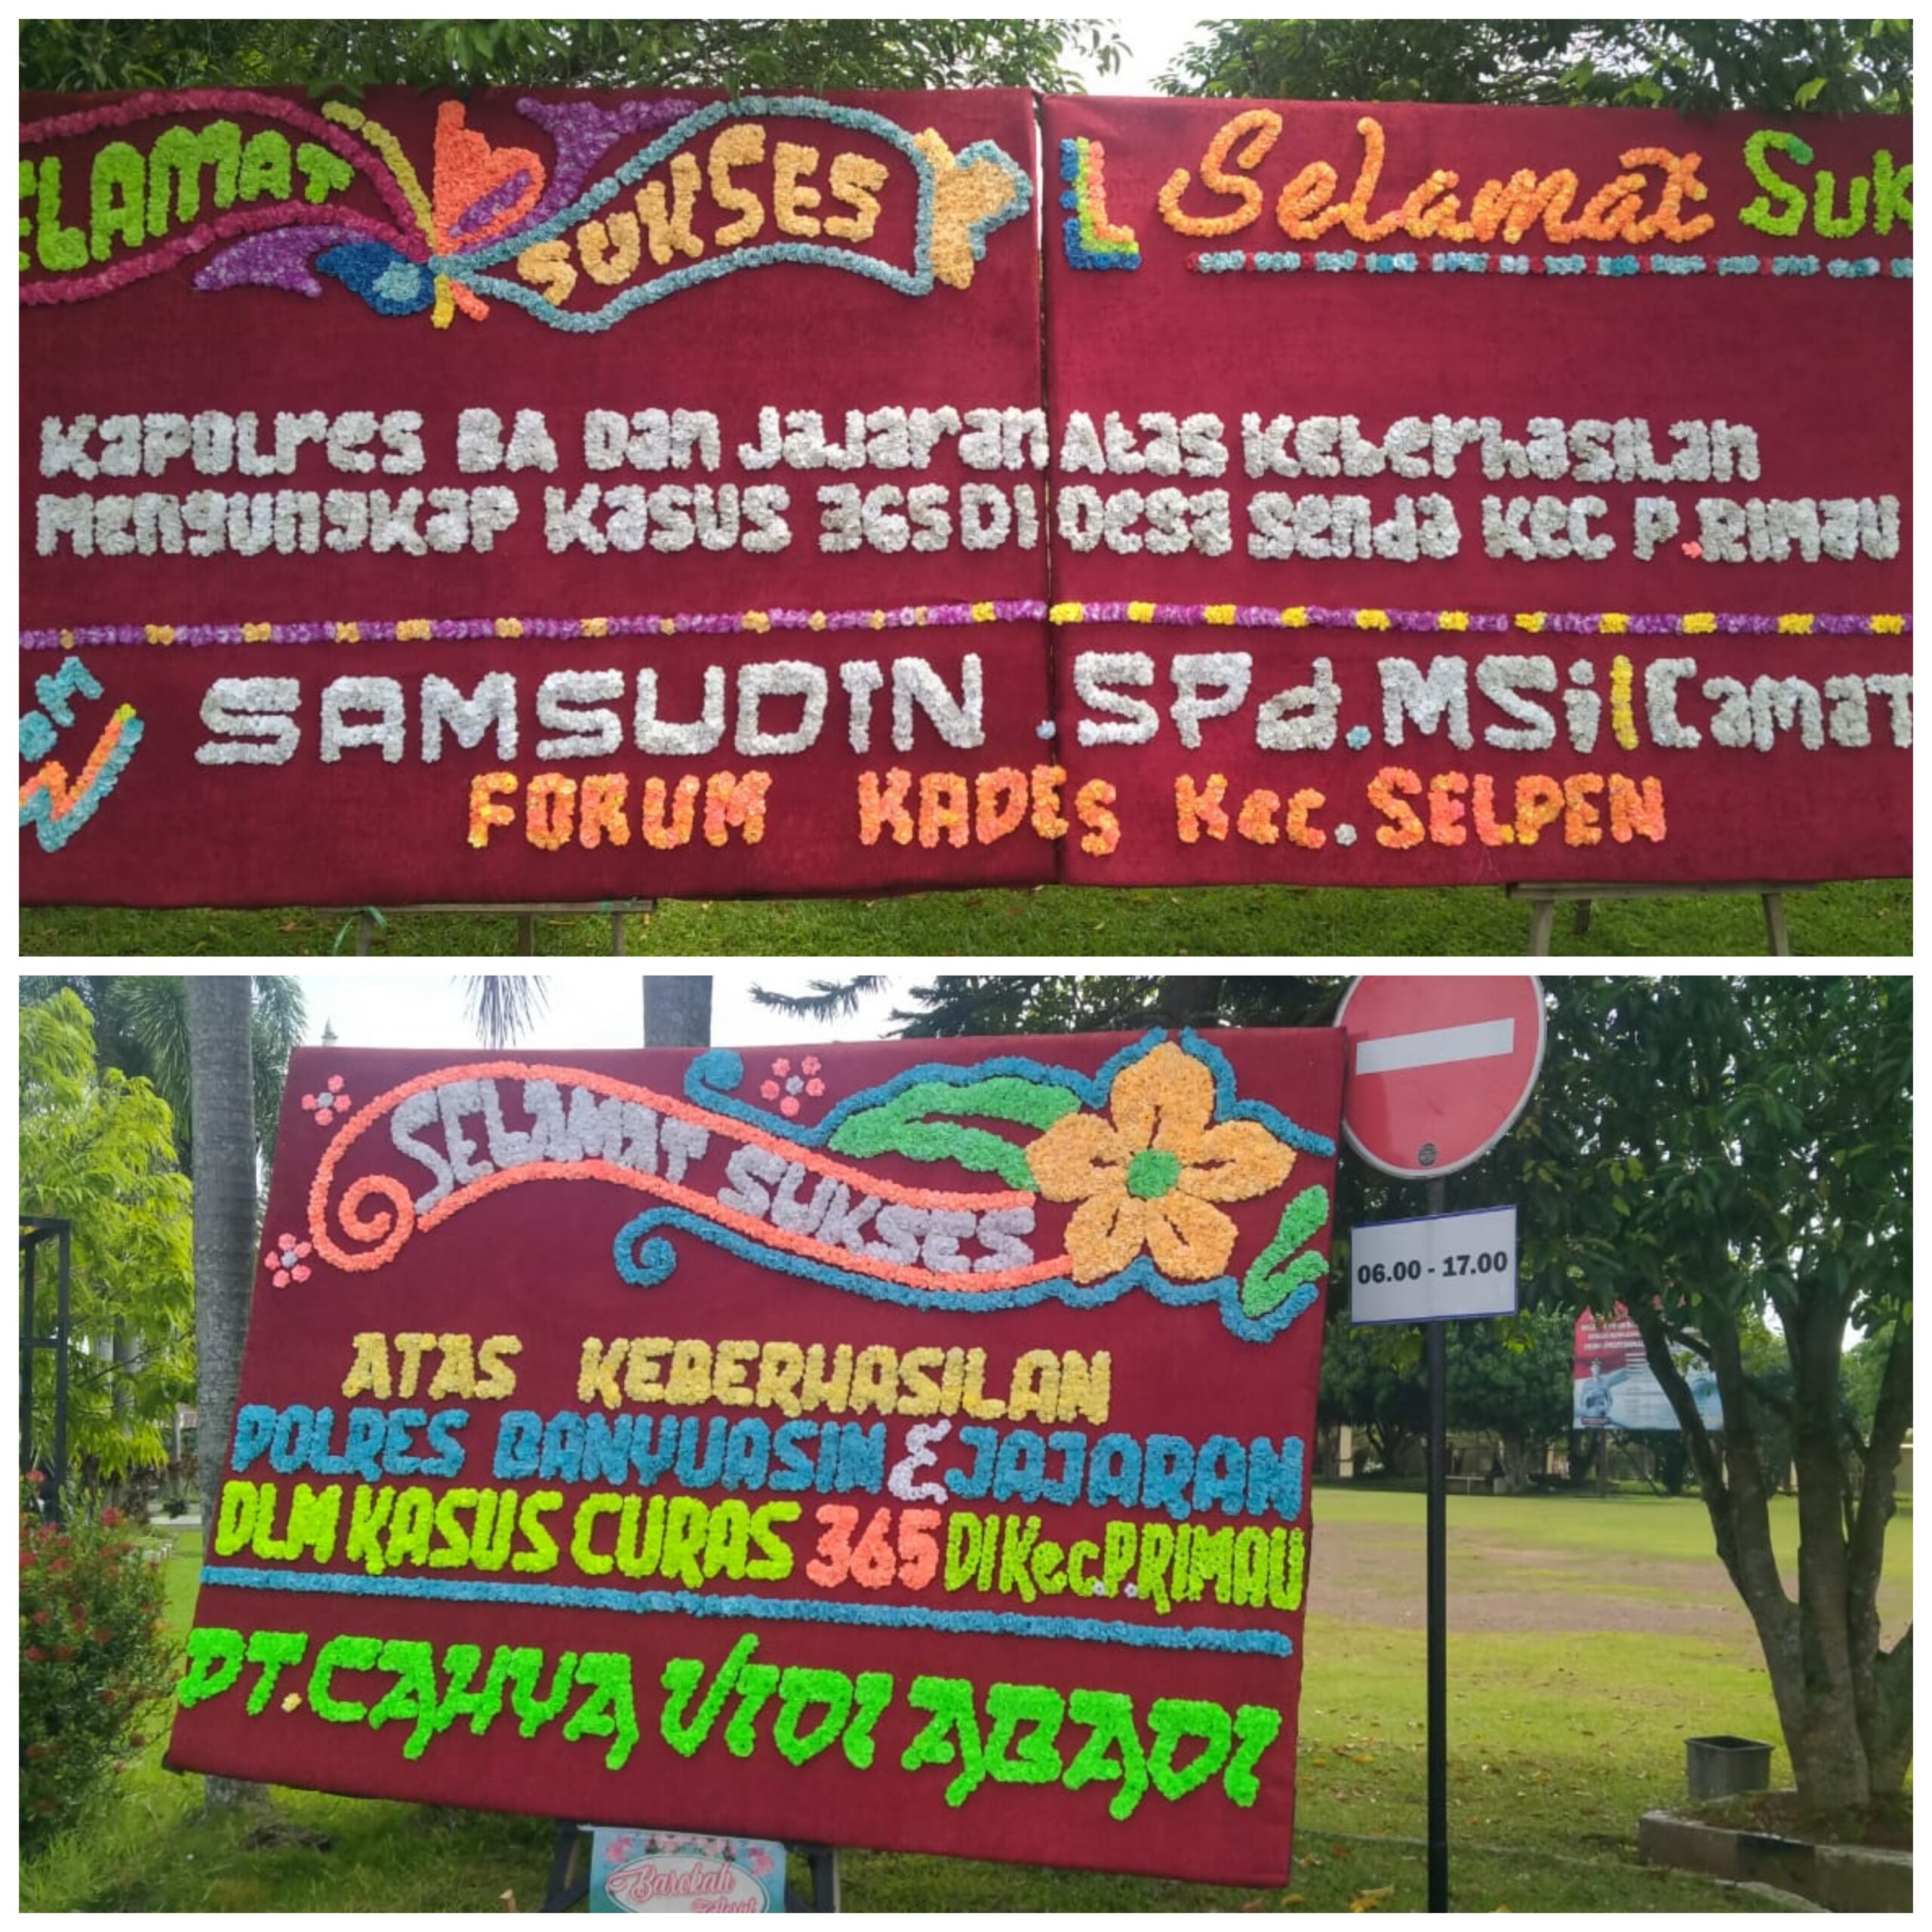 ELAMAT SUKSES
Selamat Suk
Kapolres BA Dan Jajaran Atas Keberhasilan
Mengungkap Kasus 365 Di Desa Senda Kec P.Rimau
SAMSUDIN .SPd.MSi (Camat
FORUM KADES Kec. SELPEN
SELAMAT SUKSES
ATAS KEBERHASILAN
POLRES BANYUASIN & JAJARAN
DLM KASUS CURAS 365 DI Kec.P.RIMAU
PT.CAHYA VIDI ABADI
06.00 - 17.00
Barokah